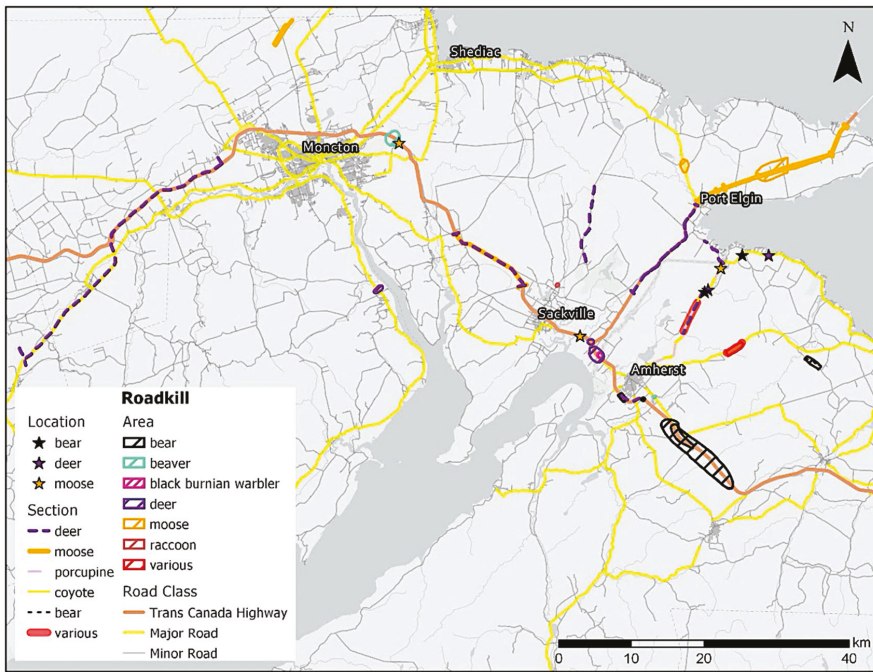 N
Shediac
Moncton
Port Elgin
Sackville
Amherst
Roadkill
Location
bear
deer
moose
Section
deer
moose
porcupine
coyote
bear
various
Area
bear
beaver
black burnian warbler
deer
moose
raccoon
various
Road Class
Trans Canada Highway
Major Road
Minor Road
km
0 10 20 40